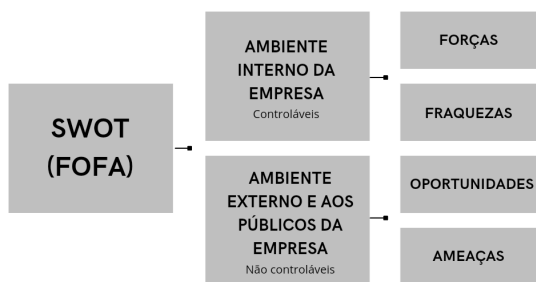 SWOT
(FOFA)
AMBIENTE
INTERNO DA
EMPRESA
Controláveis
FORÇAS
FRAQUEZAS
AMBIENTE
EXTERNO E AOS
PÚBLICOS DA
EMPRESA
Não controláveis
OPORTUNIDADES
AMEAÇAS